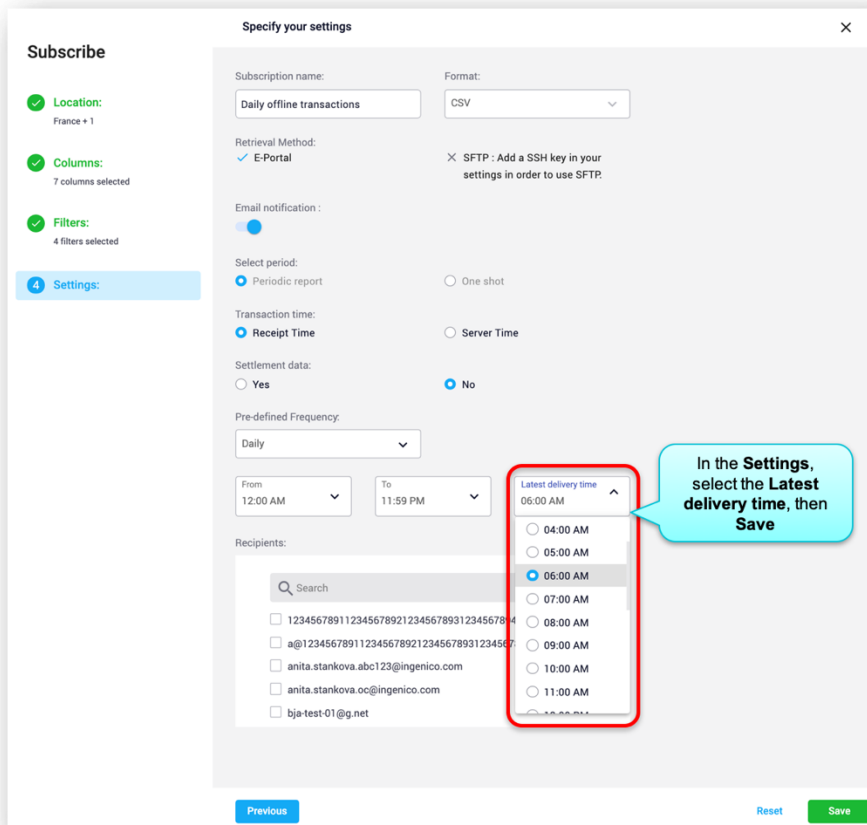 Specify your settings
Subscribe
Location:
France + 1
Columns:
7 columns selected
Filters:
4 filters selected
4 Settings:
Subscription name:
Format:
Daily offline transactions
CSV
Retrieval Method:
E-Portal
SFTP : Add a SSH key in your
settings in order to use SFTP.
Email notification :
Select period:
Periodic report
One shot
Transaction time:
Receipt Time
Server Time
Settlement data:
Yes
No
Pre-defined Frequency:
Daily
From
12:00 AM
To
11:59 PM
Latest delivery time
06:00 AM
04:00 AM
05:00 AM
06:00 AM
07:00 AM
08:00 AM
09:00 AM
10:00 AM
11:00 AM
In the Settings,
select the Latest
delivery time, then
Save
Recipients:
Search
anita.stankova.abc123@ingenico.com
anita.stankova.oc@ingenico.com
bja-test-01@g.net
Previous
Reset
Save